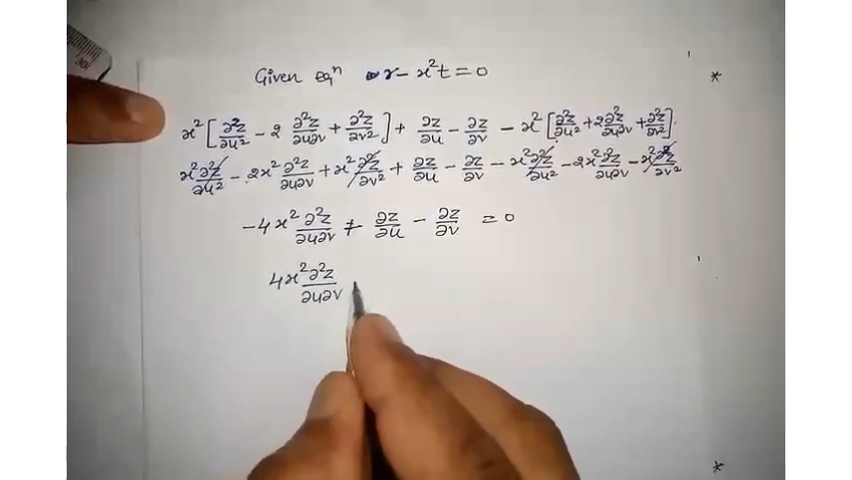 Given eqⁿ r - x²t = 0
x² [∂²z/∂u² - 2 ∂²z/∂u∂v + ∂²z/∂v²] + ∂z/∂u - ∂z/∂v - x² [∂²z/∂u² + 2∂²z/∂u∂v + ∂²z/∂v²]
x² ∂²z/∂u² - 2x² ∂²z/∂u∂v + x² ∂²z/∂v² + ∂z/∂u - ∂z/∂v - x² ∂²z/∂u² - 2x² ∂²z/∂u∂v - x² ∂²z/∂v²
-4x² ∂²z/∂u∂v + ∂z/∂u - ∂z/∂v = 0
4x² ∂²z/∂u∂v